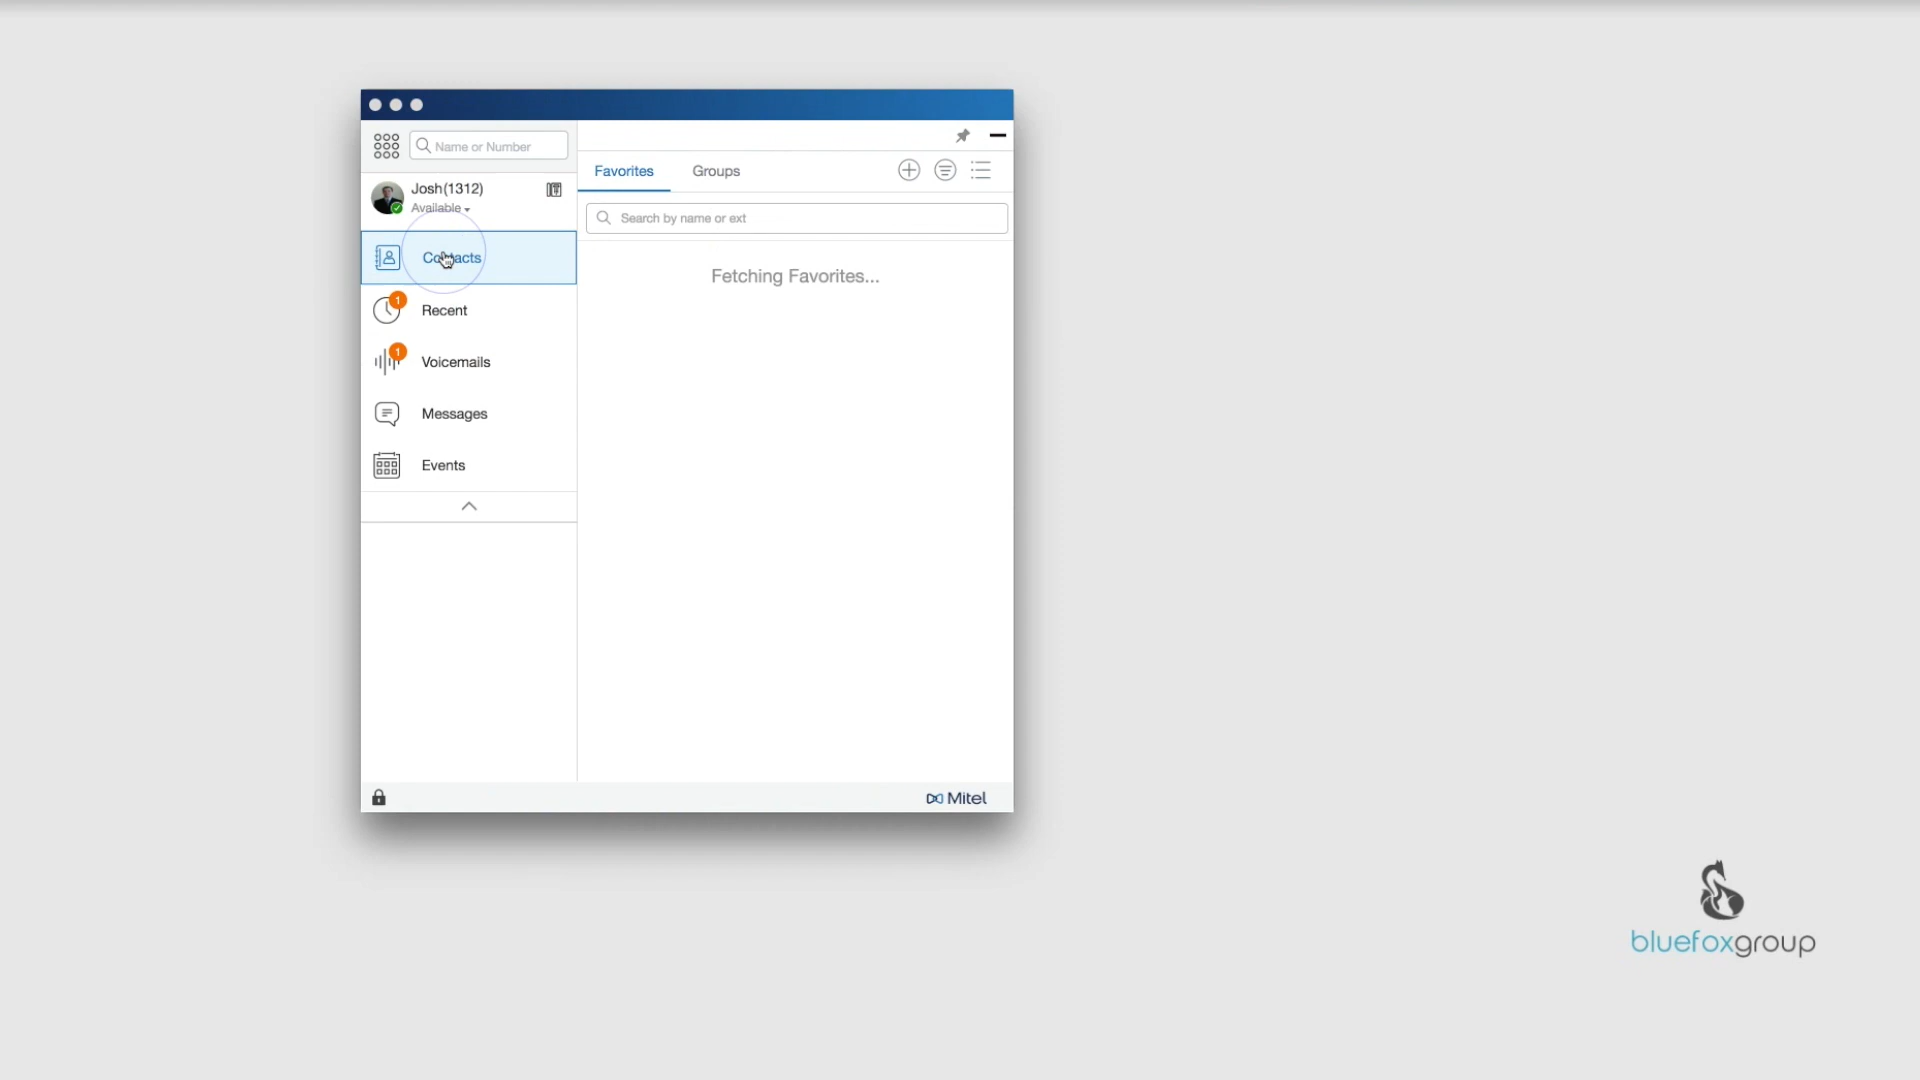 Name or Number
Josh(1312)
Available
Contacts
1
Recent
1
Voicemails
Messages
Events
Favorites
Groups
Search by name or ext
Fetching Favorites...
Mitel
bluefoxgroup